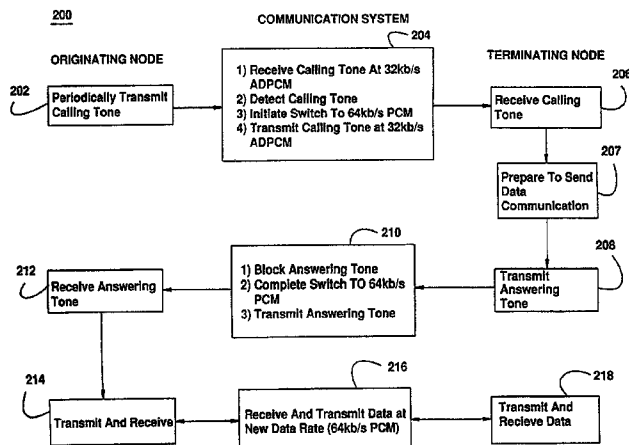 200
COMMUNICATION SYSTEM
ORIGINATING NODE
TERMINATING NODE
204
1) Receive Calling Tone At 32kb/s
ADPCM
2) Detect Calling Tone
3) Initiate Switch To 64kb/s PCM
4) Transmit Calling Tone at 32kb/s
ADPCM
202
Periodically Transmit
Calling Tone
206
Receive Calling
Tone
207
Prepare To Send
Data
Communication
208
Transmit
Answering
Tone
210
1) Block Answering Tone
2) Complete Switch TO 64kb/s
PCM
3) Transmit Answering Tone
212
Receive Answering
Tone
214
Transmit And Receive
216
Receive And Transmit Data at
New Data Rate (64kb/s PCM)
218
Transmit And
Recieve Data